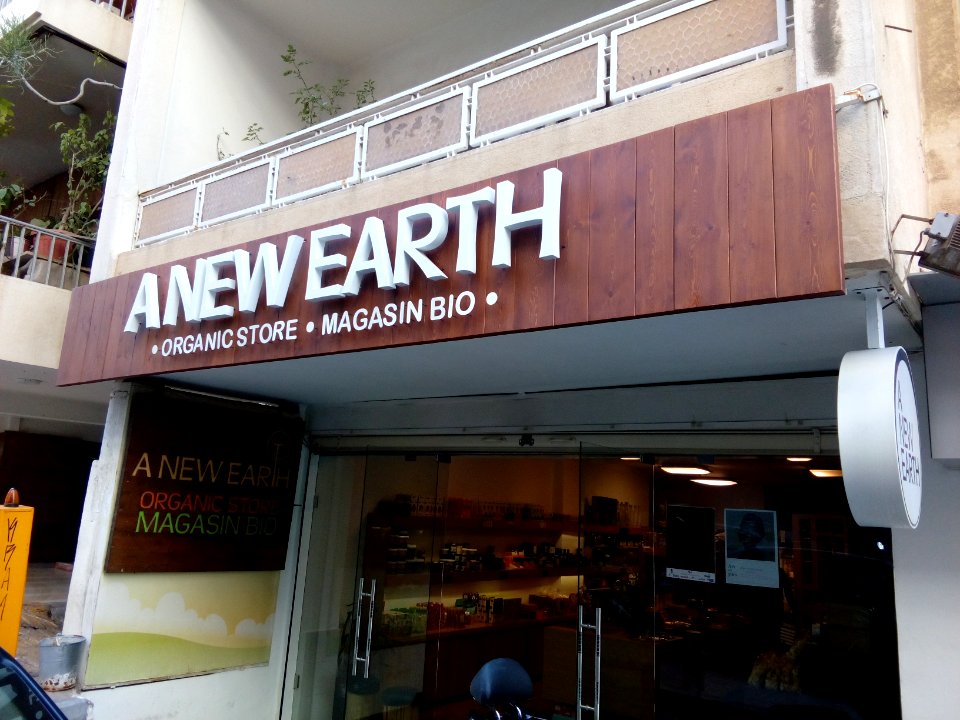 A NEW EARTH
• ORGANIC STORE • MAGASIN BIO •
A NEW EARTH
ORGANIC STORE
MAGASIN BIO
A
NEW
EARTH